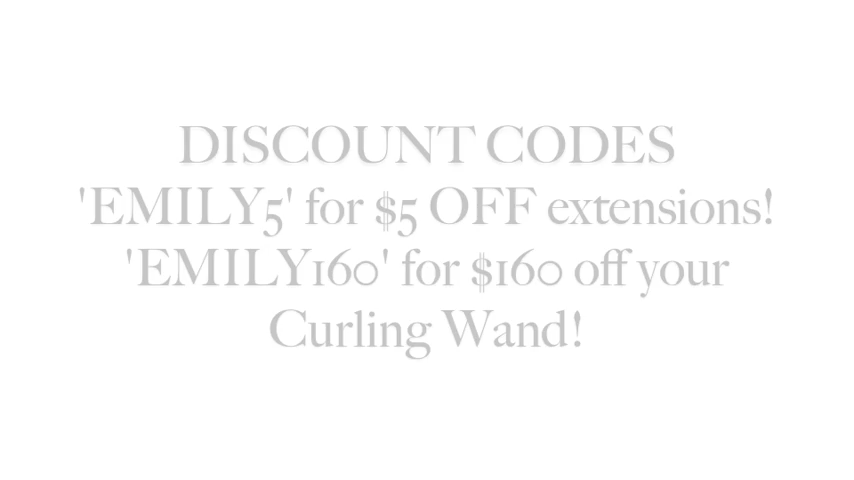 DISCOUNT CODES
'EMILY5' for $5 OFF extensions!
'EMILY160' for $160 off your
Curling Wand!